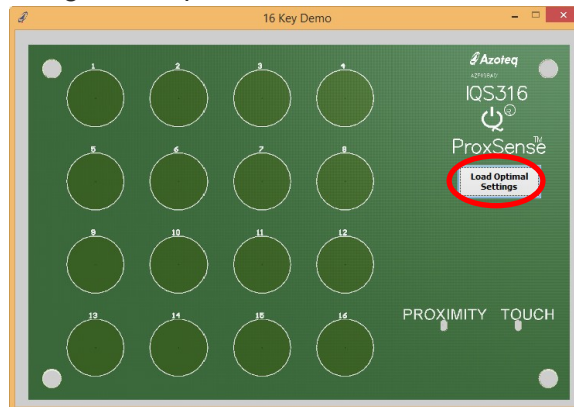 16 Key Demo
Azoteq
IQS316
ProxSense™
Load Optimal
Settings
1 2 3 4
5 6 7 8
9 10 11 12
13 14 15 16
PROXIMITY TOUCH